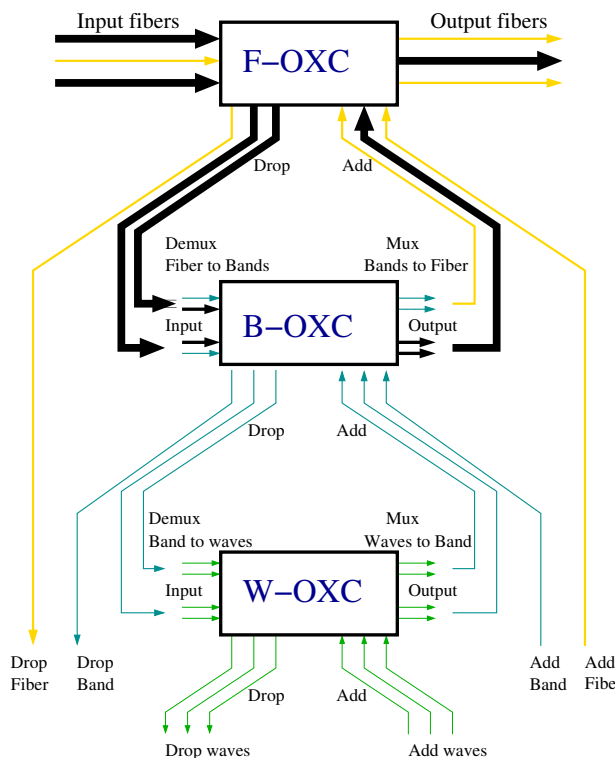 Input fibers
Output fibers
F–OXC
Drop
Add
Demux
Fiber to Bands
Mux
Bands to Fiber
Input
B–OXC
Output
Drop
Add
Demux
Band to waves
Mux
Waves to Band
Input
W–OXC
Output
Drop
Fiber
Drop
Band
Drop
Add
Add
Band
Add
Fibe
Drop waves
Add waves